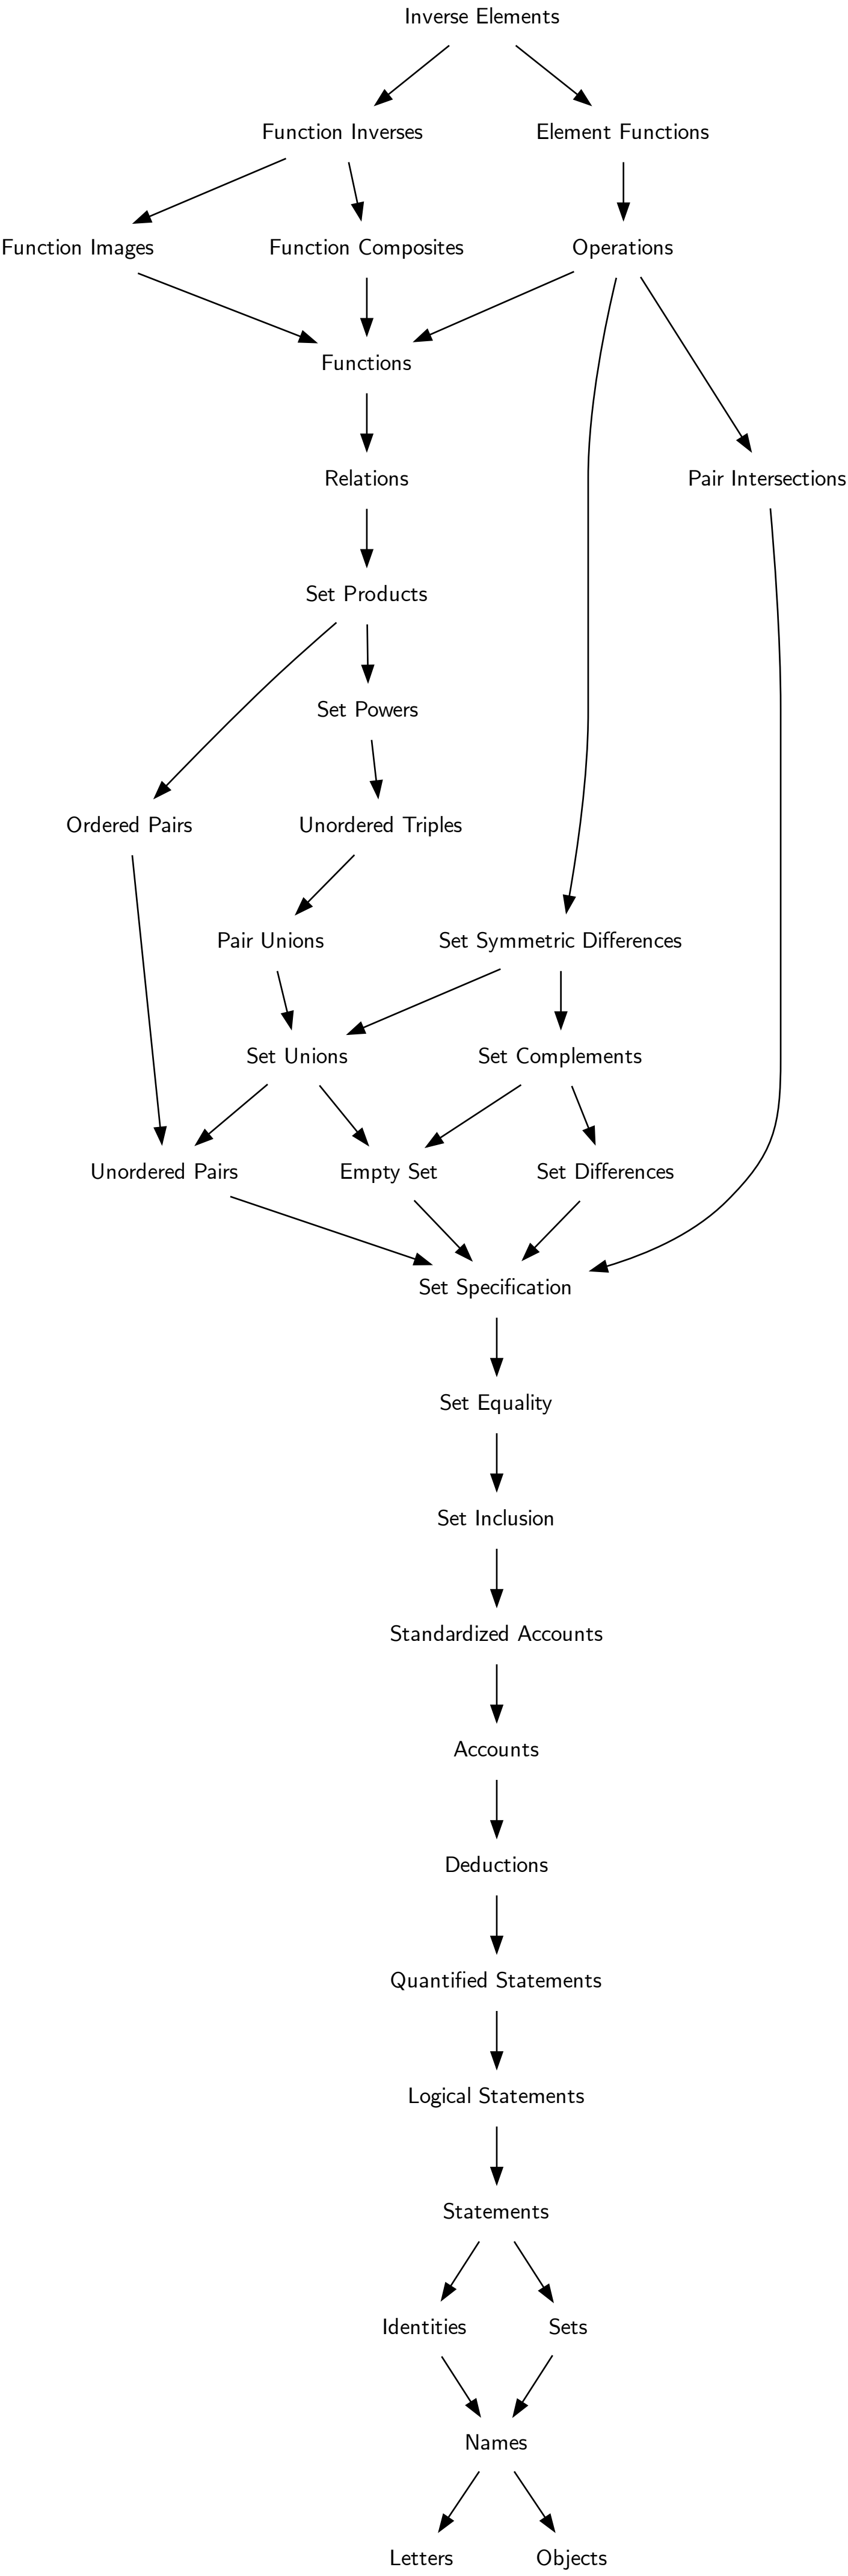 Inverse Elements
Function Inverses
Element Functions
Function Images
Function Composites
Operations
Functions
Relations
Pair Intersections
Set Products
Set Powers
Ordered Pairs
Unordered Triples
Pair Unions
Set Symmetric Differences
Set Unions
Set Complements
Unordered Pairs
Empty Set
Set Differences
Set Specification
Set Equality
Set Inclusion
Standardized Accounts
Accounts
Deductions
Quantified Statements
Logical Statements
Statements
Identities
Sets
Names
Letters
Objects